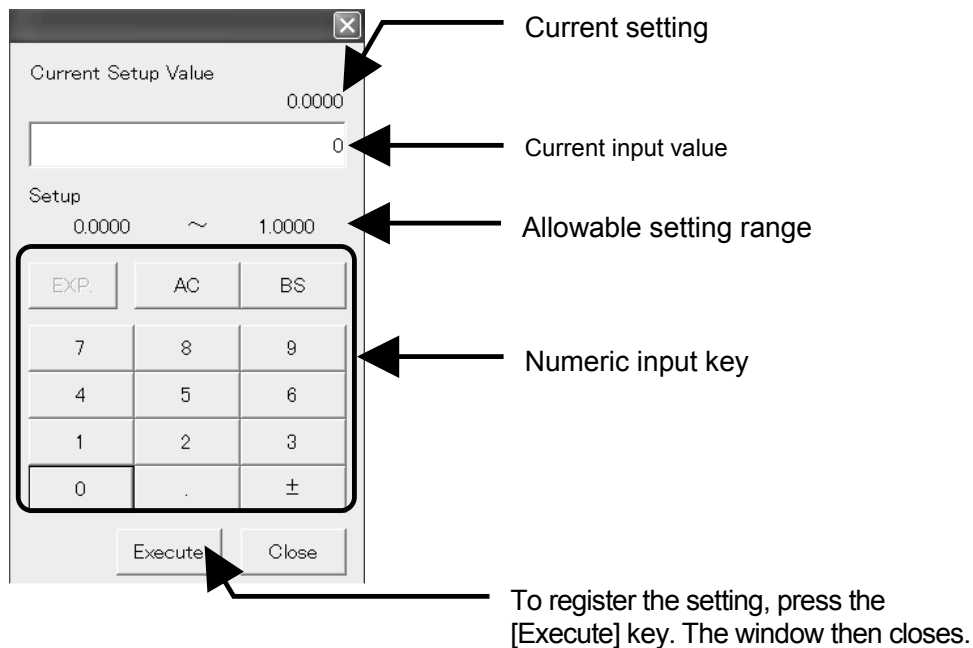 Current setting
Current Setup Value
0.0000
0
Current input value
Setup
0.0000 ～ 1.0000
Allowable setting range
EXP. AC BS
7 8 9
Numeric input key
4 5 6
1 2 3
0 . ±
Execute Close
To register the setting, press the
[Execute] key. The window then closes.